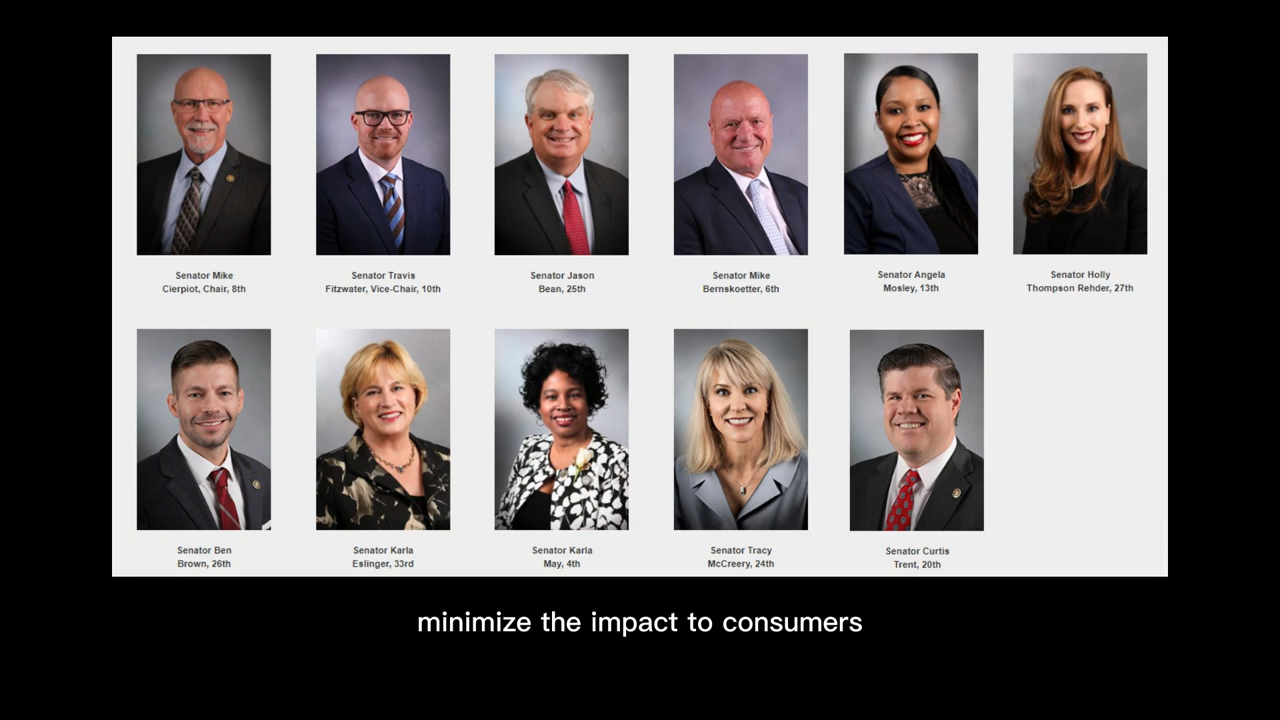 Senator Mike
Cierpiot, Chair, 8th
Senator Travis
Fitzwater, Vice-Chair, 10th
Senator Jason
Bean, 25th
Senator Mike
Bernskoetter, 6th
Senator Angela
Mosley, 13th
Senator Holly
Thompson Rehder, 27th
Senator Ben
Brown, 26th
Senator Karla
Eslinger, 33rd
Senator Karla
May, 4th
Senator Tracy
McCreery, 24th
Senator Curtis
Trent, 20th
minimize the impact to consumers